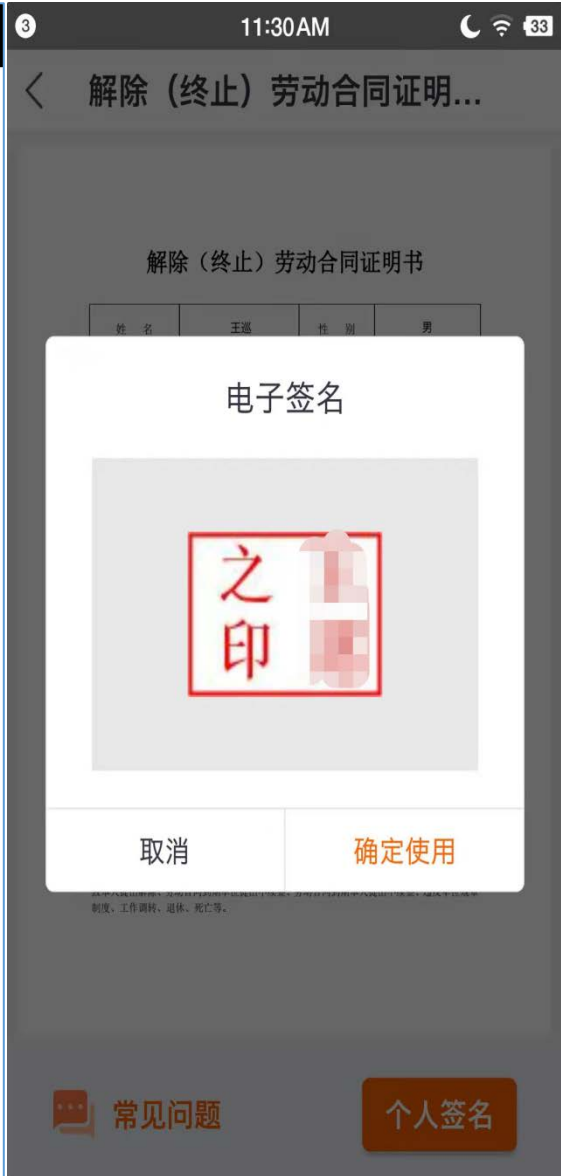 3
11:30AM
33
解除（终止）劳动合同证明...
解除（终止）劳动合同证明书
姓 名 王巡 性 别 男
电子签名
之
印
取消 确定使用
制度、工作调转、退休、死亡等。
常见问题 个人签名